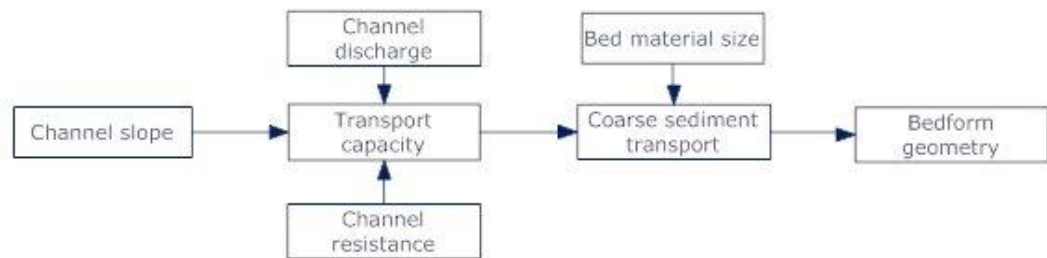 Channel
discharge
Bed material size
Channel slope
Transport
capacity
Coarse sediment
transport
Bedform
geometry
Channel
resistance